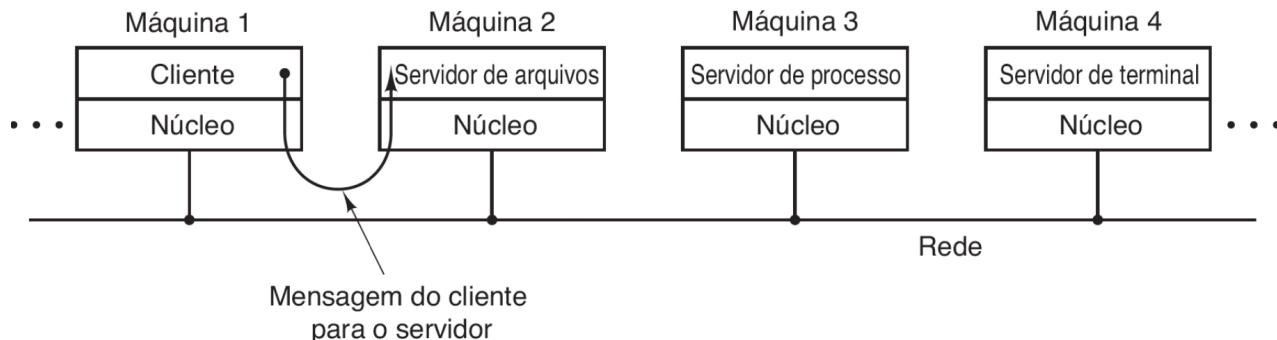 Máquina 1
Máquina 2
Máquina 3
Máquina 4
Cliente
Servidor de arquivos
Servidor de processo
Servidor de terminal
Núcleo
Núcleo
Núcleo
Núcleo
Rede
Mensagem do cliente
para o servidor